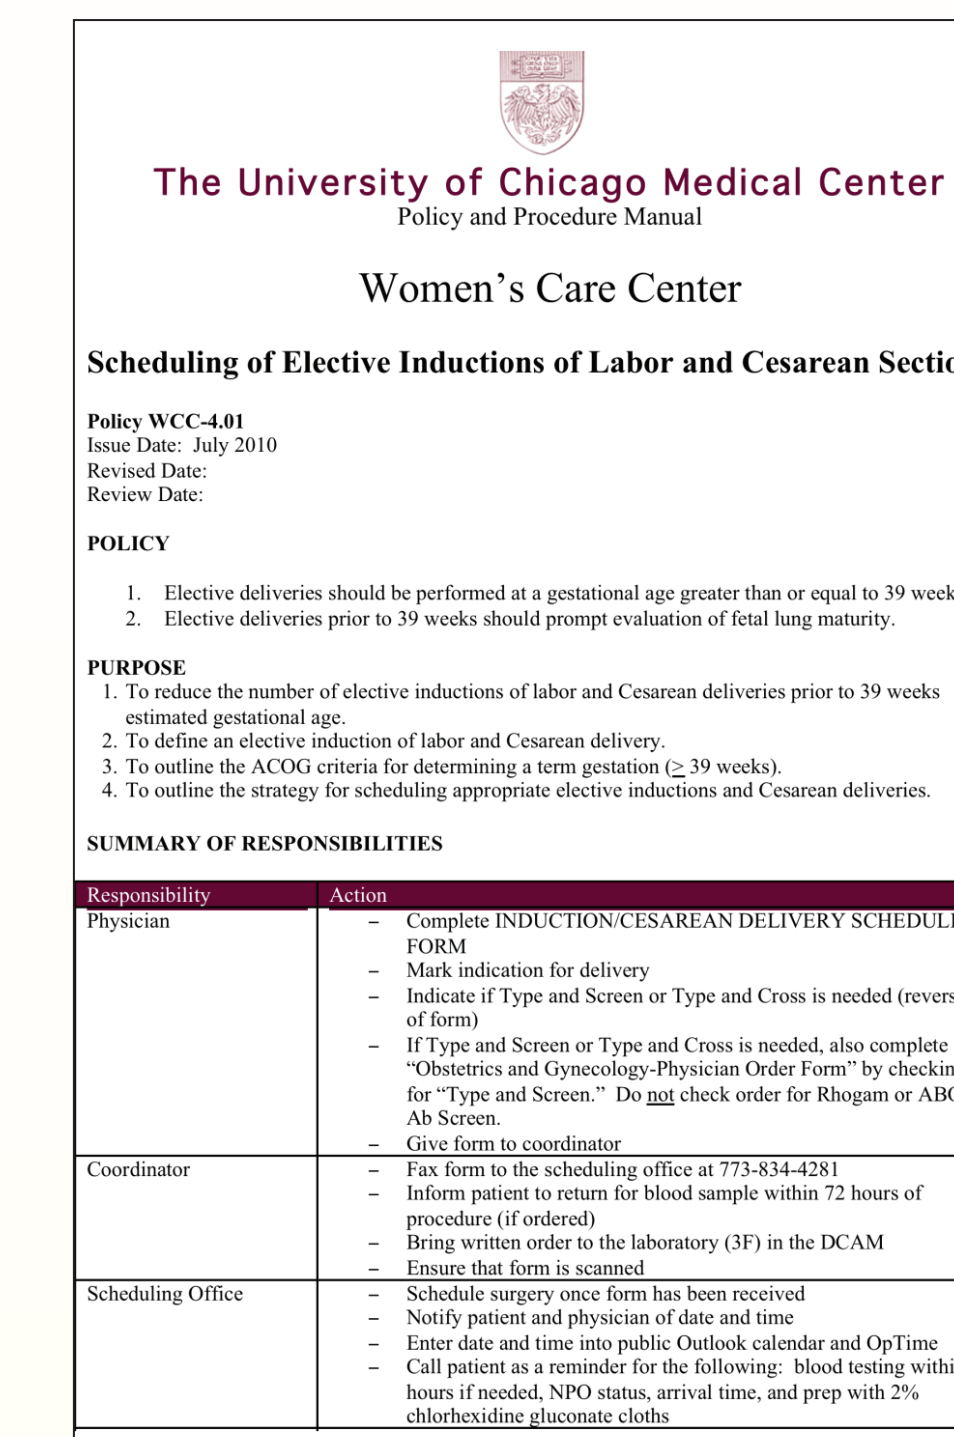 The University of Chicago Medical Center
Policy and Procedure Manual
Women's Care Center
Scheduling of Elective Inductions of Labor and Cesarean Sectio
Policy WCC-4.01
Issue Date: July 2010
Revised Date:
Review Date:
POLICY
1. Elective deliveries should be performed at a gestational age greater than or equal to 39 week
2. Elective deliveries prior to 39 weeks should prompt evaluation of fetal lung maturity.
PURPOSE
1. To reduce the number of elective inductions of labor and Cesarean deliveries prior to 39 weeks
estimated gestational age.
2. To define an elective induction of labor and Cesarean delivery.
3. To outline the ACOG criteria for determining a term gestation (≥ 39 weeks).
4. To outline the strategy for scheduling appropriate elective inductions and Cesarean deliveries.
SUMMARY OF RESPONSIBILITIES
Responsibility Action
Physician – Complete INDUCTION/CESAREAN DELIVERY SCHEDULI
FORM
– Mark indication for delivery
– Indicate if Type and Screen or Type and Cross is needed (revers
of form)
– If Type and Screen or Type and Cross is needed, also complete
“Obstetrics and Gynecology-Physician Order Form” by checkin
for “Type and Screen.” Do not check order for Rhogam or ABO
Ab Screen.
– Give form to coordinator
Coordinator – Fax form to the scheduling office at 773-834-4281
– Inform patient to return for blood sample within 72 hours of
procedure (if ordered)
– Bring written order to the laboratory (3F) in the DCAM
– Ensure that form is scanned
Scheduling Office – Schedule surgery once form has been received
– Notify patient and physician of date and time
– Enter date and time into public Outlook calendar and OpTime
– Call patient as a reminder for the following: blood testing withi
hours if needed, NPO status, arrival time, and prep with 2%
chlorhexidine gluconate cloths